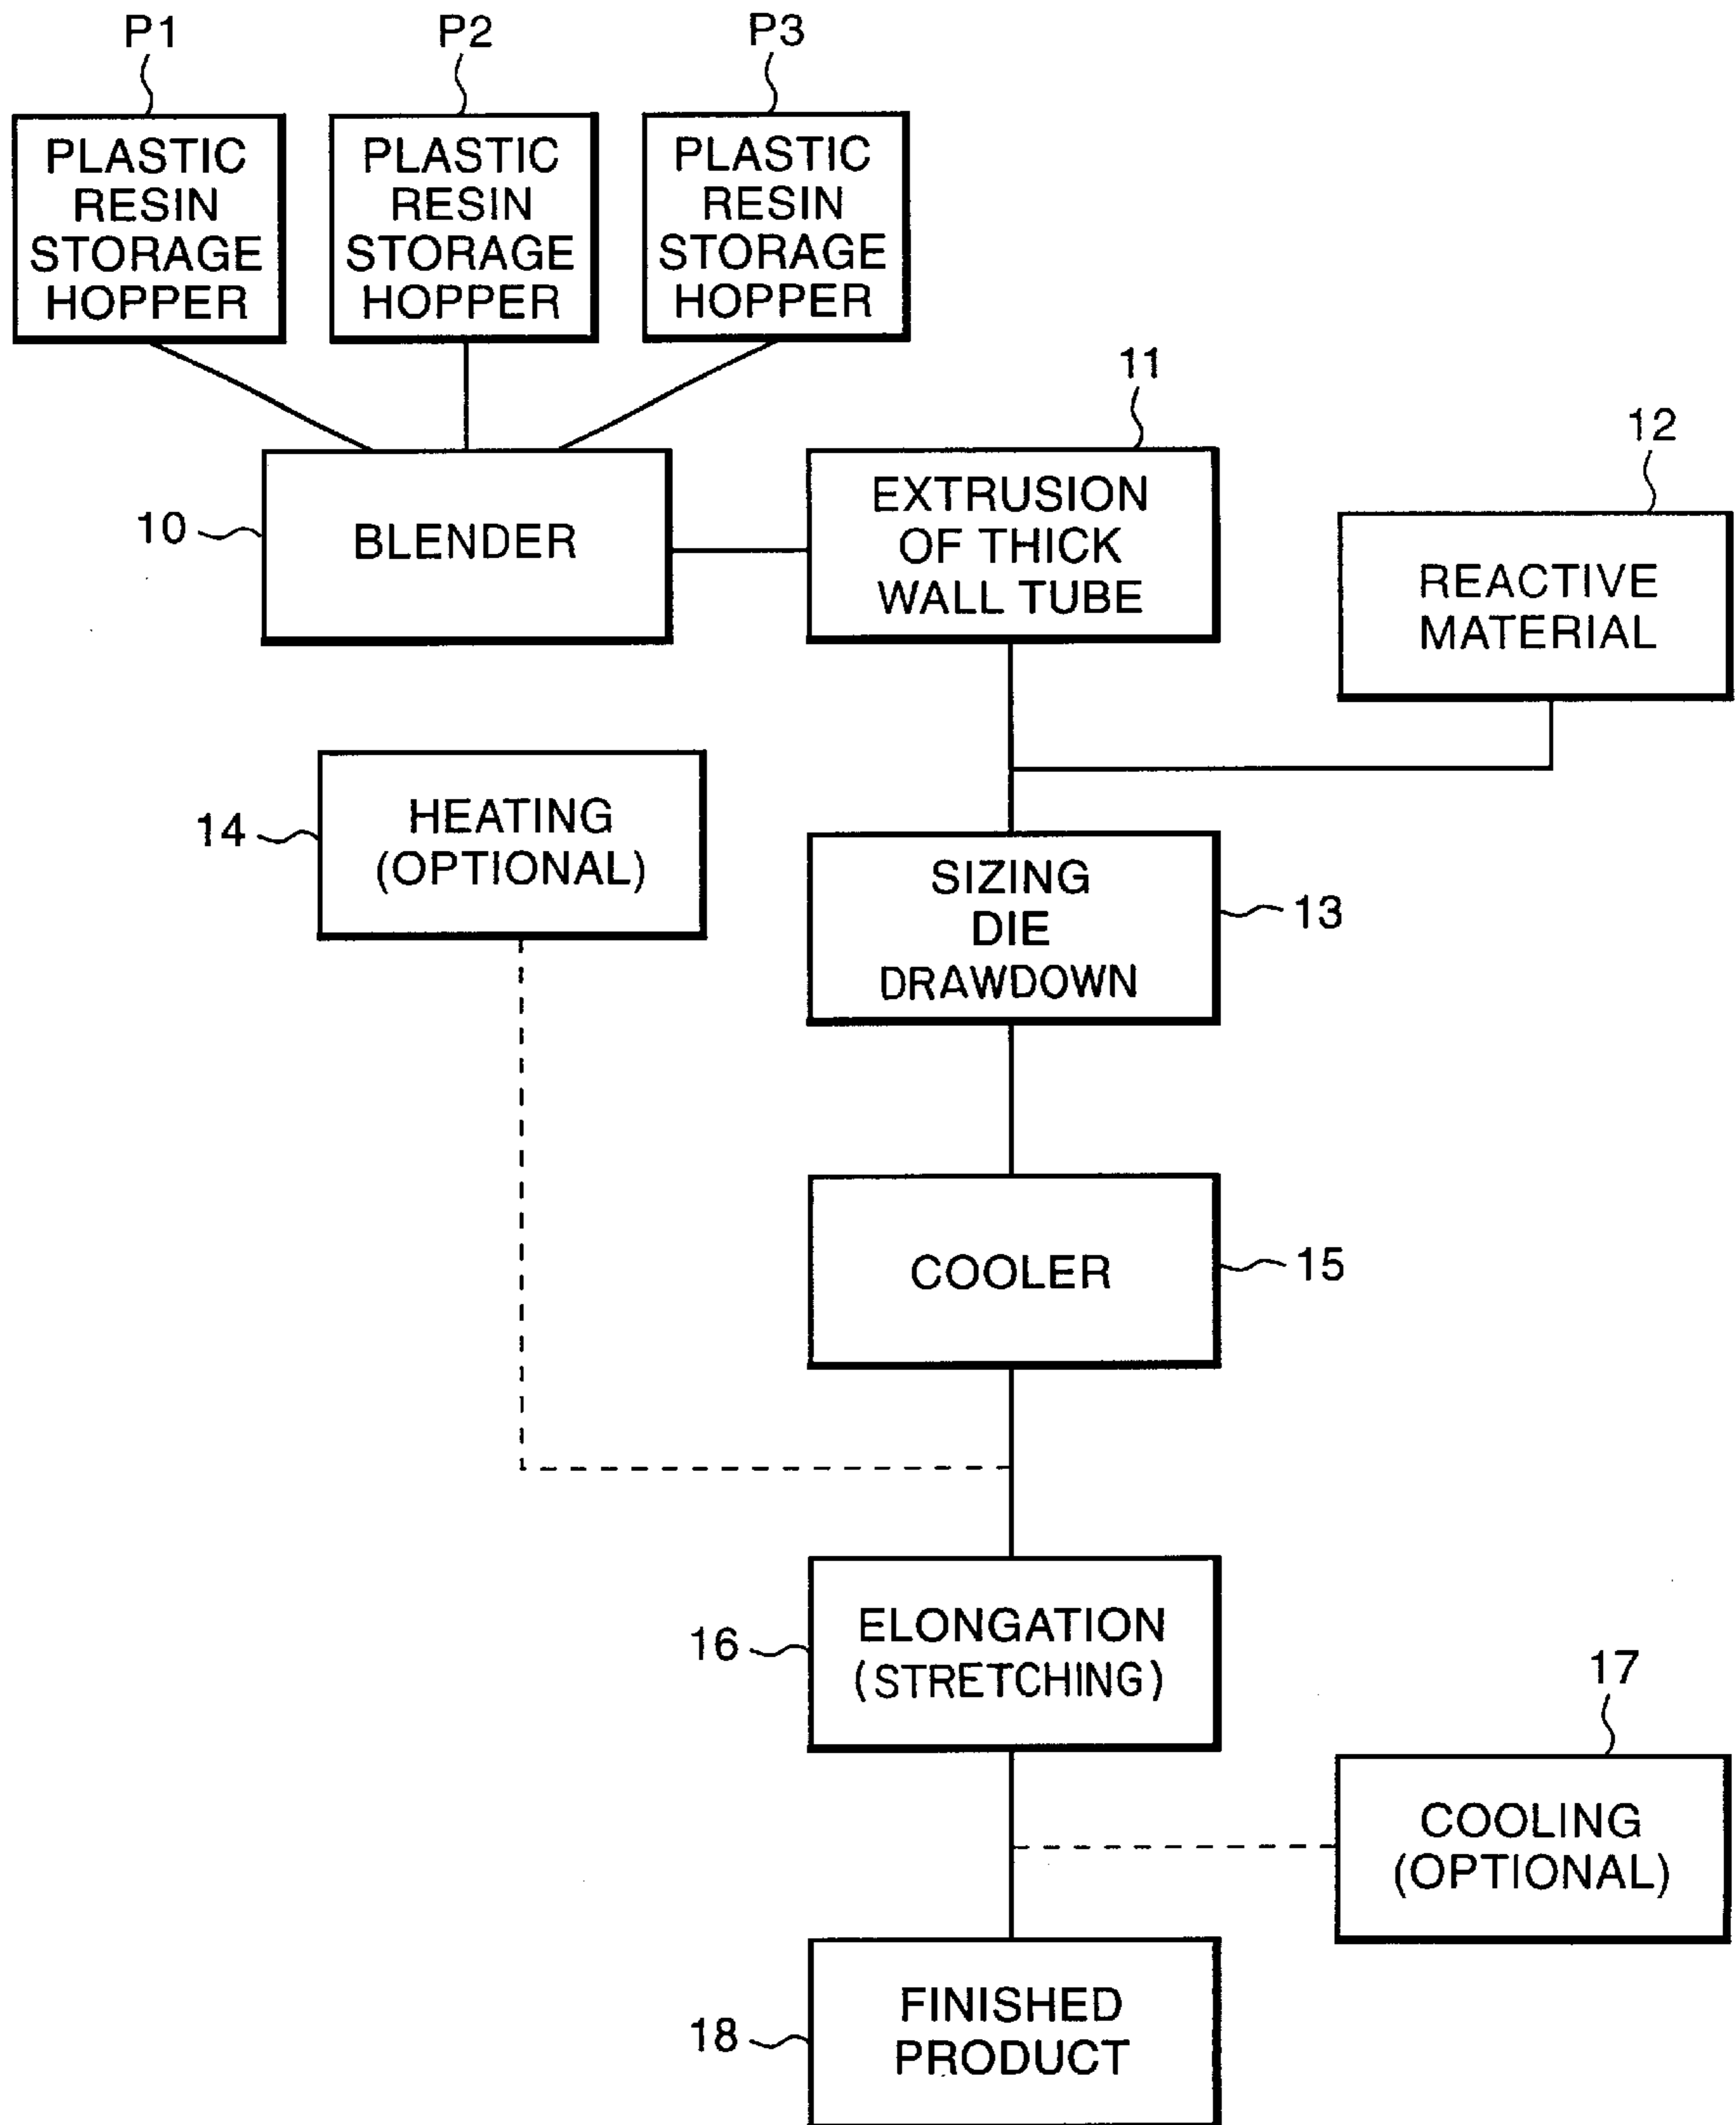 P1
P2
P3
PLASTIC
RESIN
STORAGE
HOPPER
PLASTIC
RESIN
STORAGE
HOPPER
PLASTIC
RESIN
STORAGE
HOPPER
10
BLENDER
11
EXTRUSION
OF THICK
WALL TUBE
12
REACTIVE
MATERIAL
14
HEATING
(OPTIONAL)
SIZING
DIE
DRAWDOWN
13
COOLER
15
16
ELONGATION
(STRETCHING)
17
COOLING
(OPTIONAL)
18
FINISHED
PRODUCT